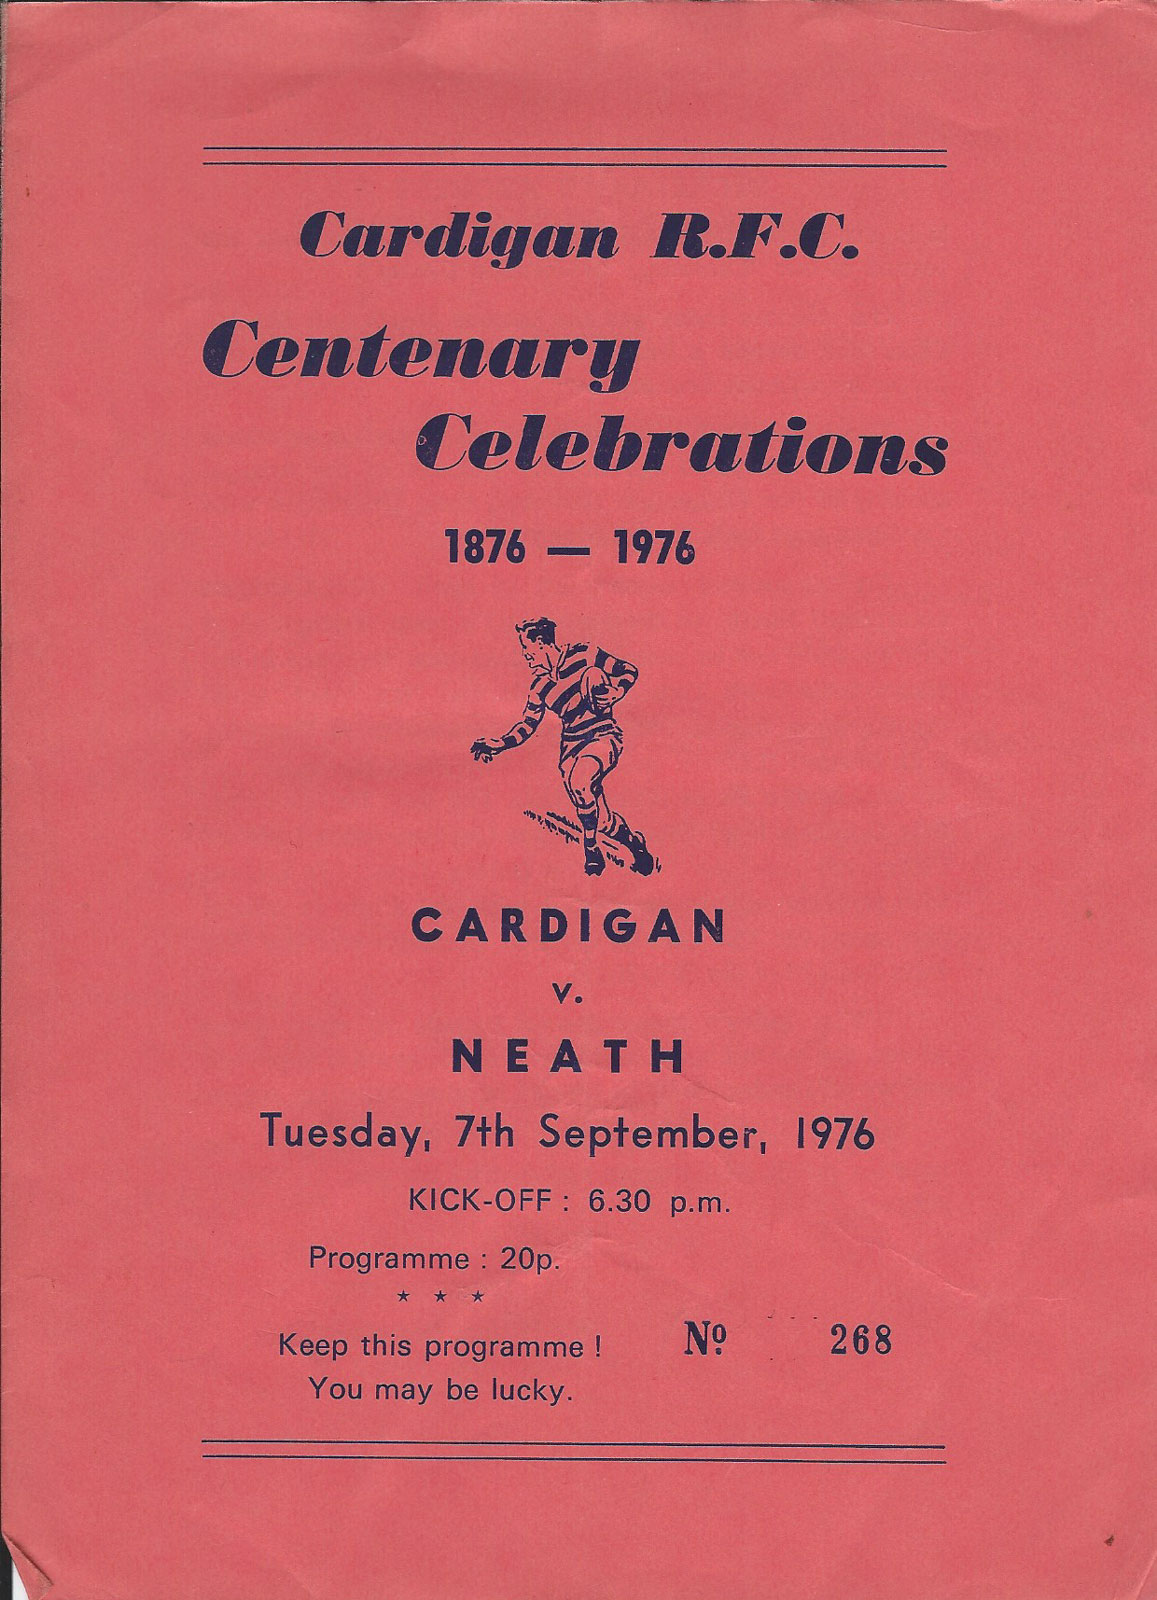 Cardigan R.F.C.
Centenary
Celebrations
1876 — 1976
CARDIGAN
v.
NEATH
Tuesday, 7th September, 1976
KICK-OFF : 6.30 p.m.
Programme : 20p.
★ ★ ★
Keep this programme !
You may be lucky.
Nº 268